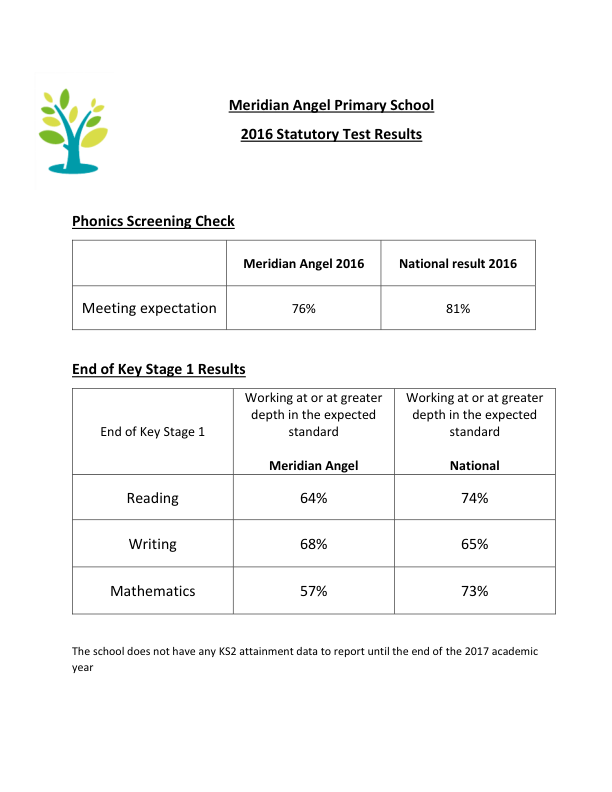 Meridian Angel Primary School
2016 Statutory Test Results
Phonics Screening Check
Meridian Angel 2016 National result 2016
Meeting expectation 76% 81%
End of Key Stage 1 Results
End of Key Stage 1
Working at or at greater
depth in the expected
standard
Meridian Angel
Working at or at greater
depth in the expected
standard
National
Reading 64% 74%
Writing 68% 65%
Mathematics 57% 73%
The school does not have any KS2 attainment data to report until the end of the 2017 academic
year